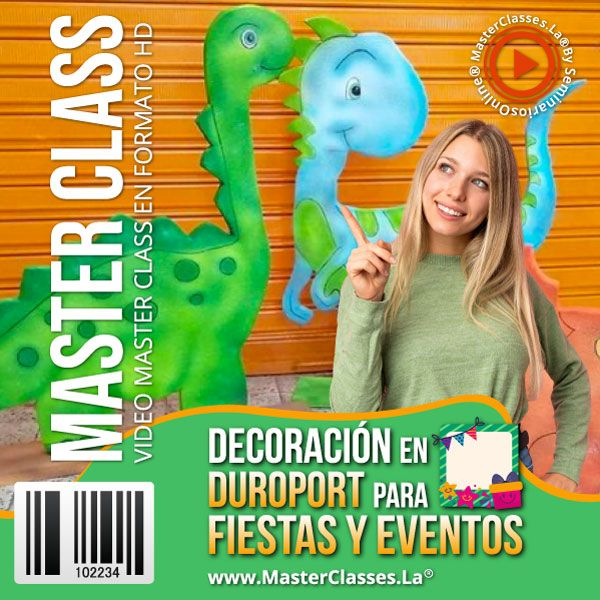 MASTER CLASS
VIDEO MASTER CLASS EN FORMATO HD
MasterClasses.La® By SeminariosOnline®
DECORACIÓN EN
DUROPORT PARA
FIESTAS Y EVENTOS
www.MasterClasses.La®
102234